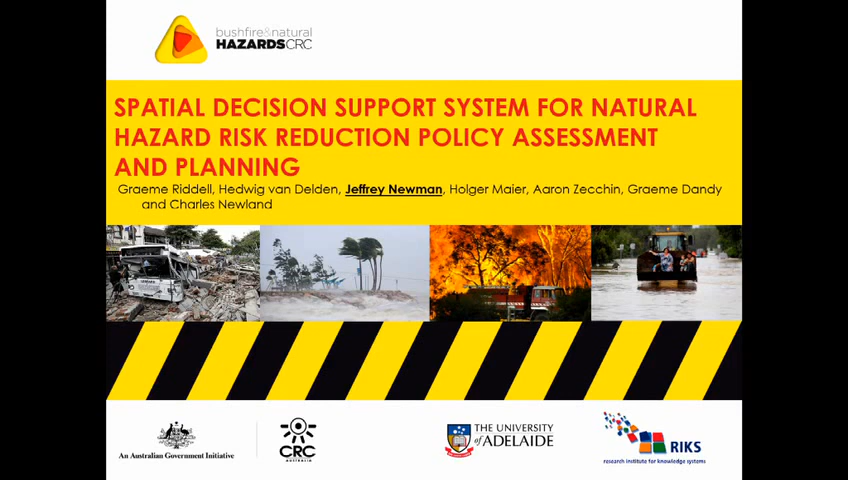 bushfire&natural
HAZARDSCRC
SPATIAL DECISION SUPPORT SYSTEM FOR NATURAL
HAZARD RISK REDUCTION POLICY ASSESSMENT
AND PLANNING
Graeme Riddell, Hedwig van Delden, Jeffrey Newman, Holger Maier, Aaron Zecchin, Graeme Dandy
and Charles Newland
An Australian Government Initiative
CRC
AUSTRALIA
THE UNIVERSITY
of ADELAIDE
RIKS
research institute for knowledge systems